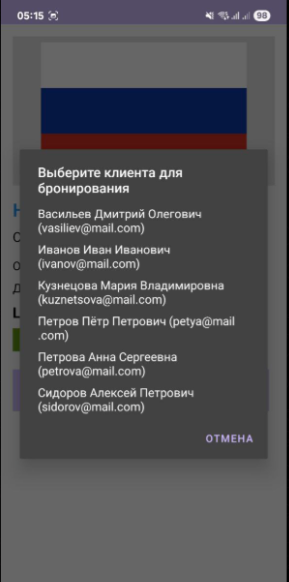 05:15
98
Выберите клиента для
бронирования
Васильев Дмитрий Олегович
(vasiliev@mail.com)
Иванов Иван Иванович
(ivanov@mail.com)
Кузнецова Мария Владимировна
(kuznetsova@mail.com)
Петров Пётр Петрович (petya@mail
.com)
Петрова Анна Сергеевна
(petrova@mail.com)
Сидоров Алексей Петрович
(sidorov@mail.com)
ОТМЕНА